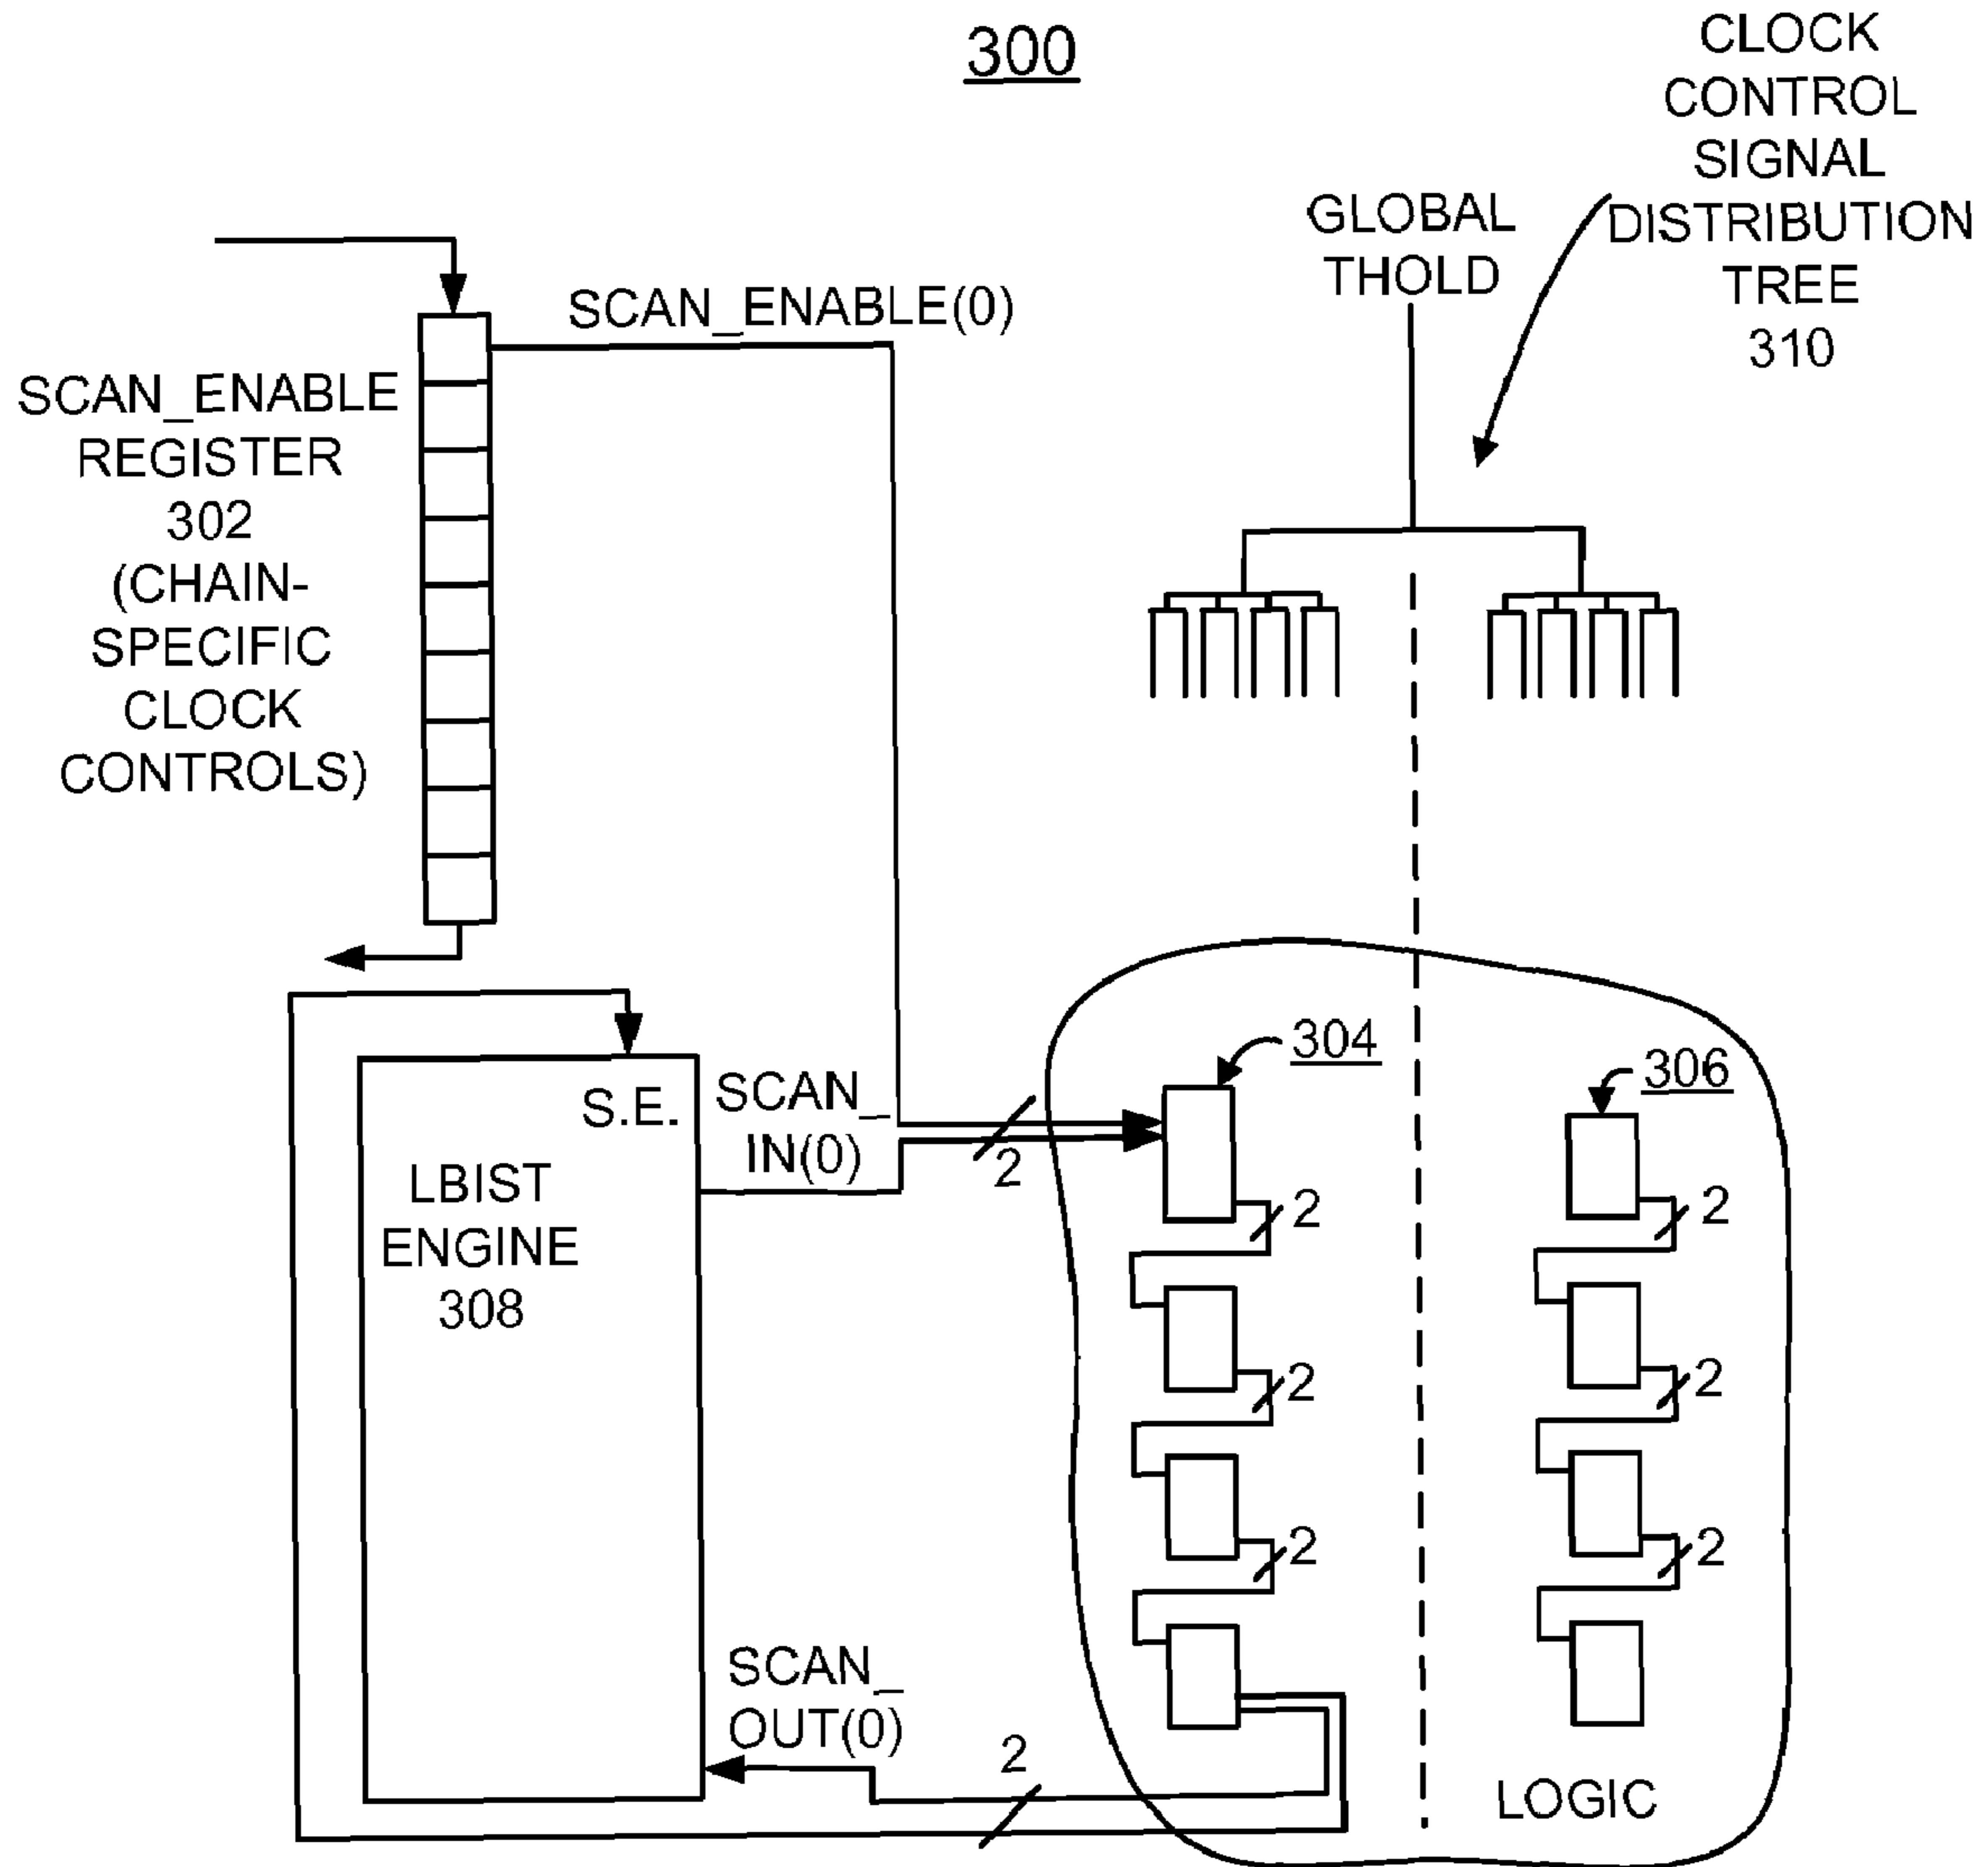 300
CLOCK
CONTROL
SIGNAL
DISTRIBUTION
TREE
310
GLOBAL
THOLD
SCAN_ENABLE(0)
SCAN_ENABLE
REGISTER
302
(CHAIN-
SPECIFIC
CLOCK
CONTROLS)
304
306
S.E.
SCAN_
IN(0)
2
LBIST
ENGINE
308
2
2
2
2
2
2
SCAN_
OUT(0)
2
LOGIC